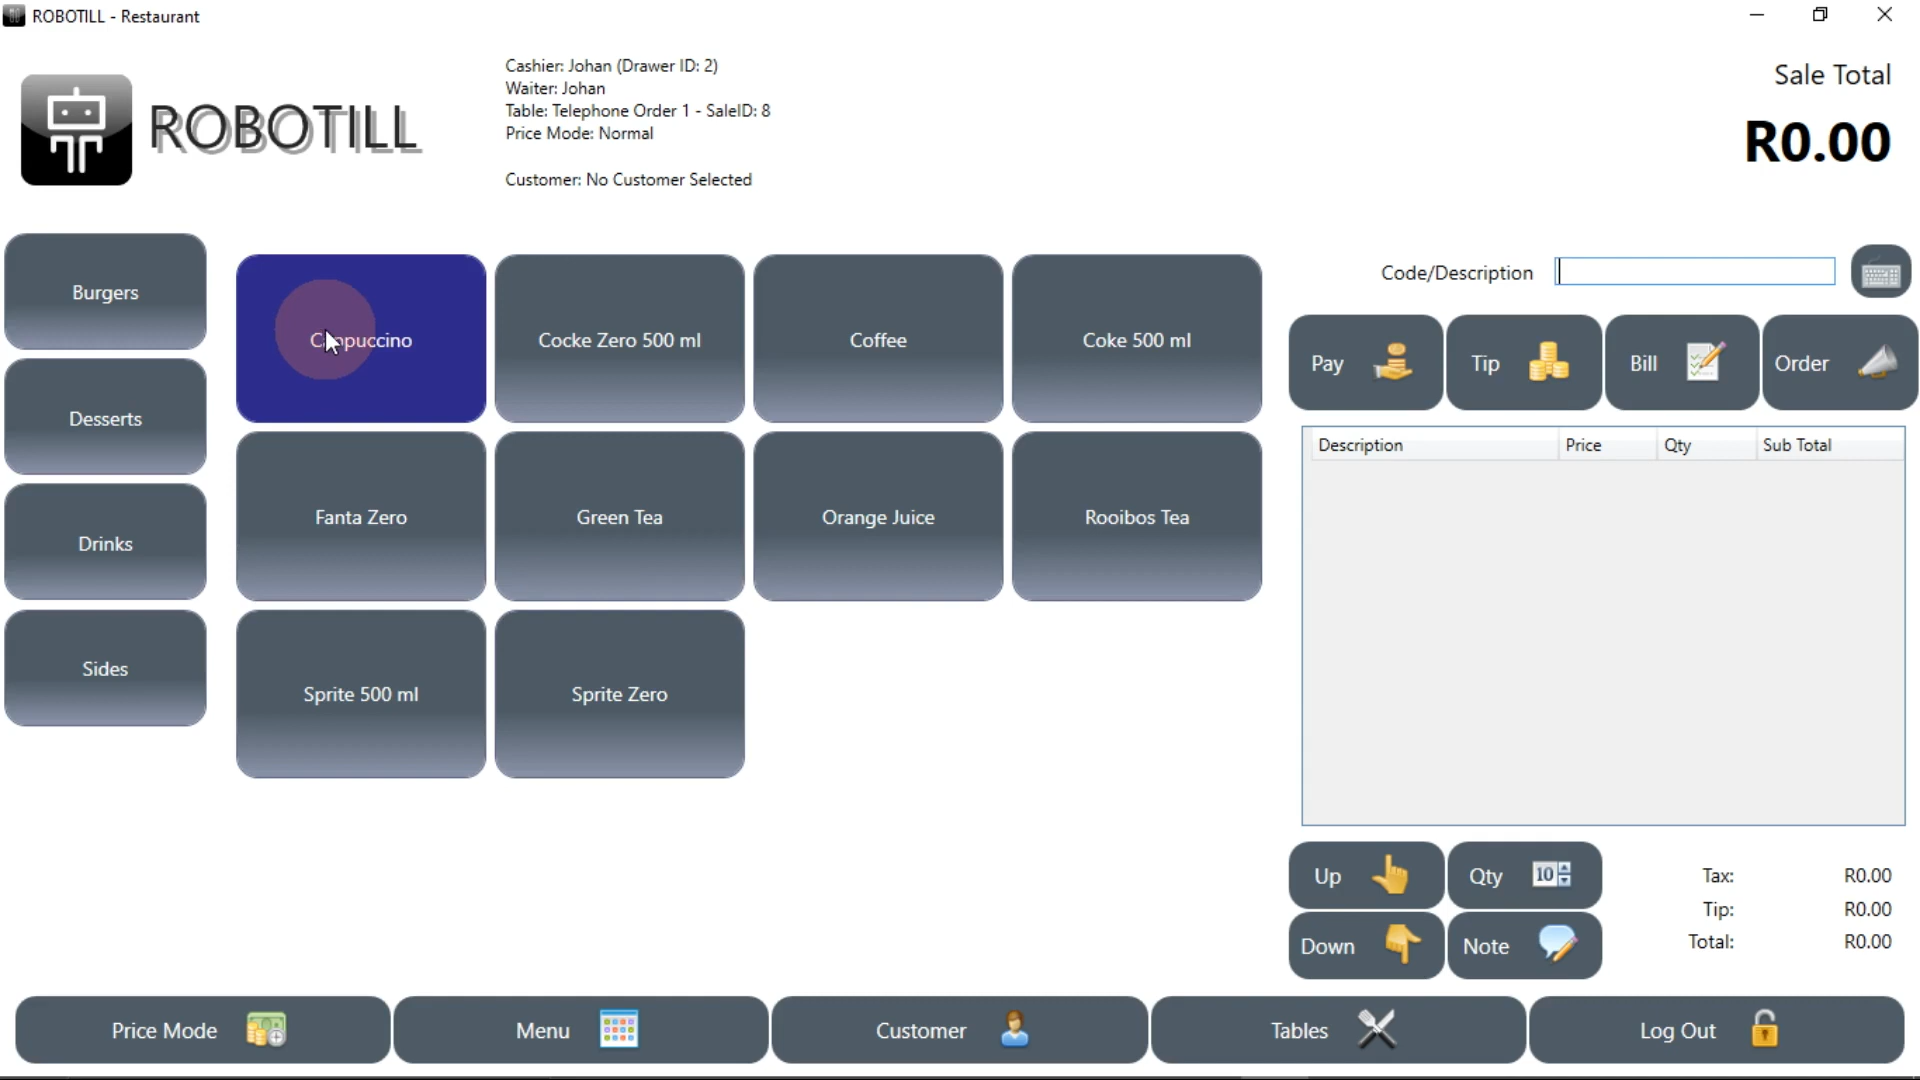 ROBOTILL - Restaurant
ROBOTILL
Cashier: Johan (Drawer ID: 2)
Waiter: Johan
Table: Telephone Order 1 - SaleID: 8
Price Mode: Normal
Customer: No Customer Selected
Sale Total
R0.00
Burgers
Desserts
Drinks
Sides
Cappuccino
Cocke Zero 500 ml
Coffee
Coke 500 ml
Fanta Zero
Green Tea
Orange Juice
Rooibos Tea
Sprite 500 ml
Sprite Zero
Code/Description
Pay
Tip
Bill
Order
Description Price Qty Sub Total
Up
Qty
10
Down
Note
Tax: R0.00
Tip: R0.00
Total: R0.00
Price Mode
Menu
Customer
Tables
Log Out